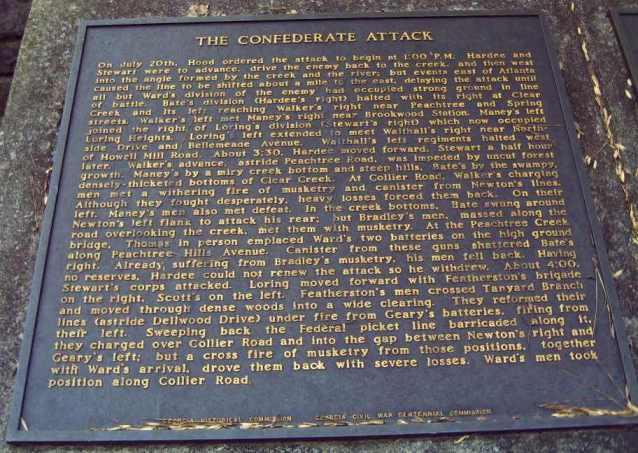 THE CONFEDERATE ATTACK
On July 20th, Hood ordered the attack to begin at 1:00 P.M. Hardee and
Stewart were to advance, drive the enemy back to the creek, and then west
into the angle formed by the creek and the river; but events east of Atlanta
caused the line to be shifted about a mile to the east, delaying the attack until
all but Ward's division of the enemy had occupied strong ground in line
of battle. Bate's division (Hardee's right) halted with its right at Clear
Creek and its left reaching Walker's right near Peachtree and Spring
streets. Walker's left met Maney's right near Brookwood Station. Maney's left
joined the right of Loring's division (Stewart's right) which now occupied
Loring Heights. Loring's left extended to meet Walthall's right near
side Drive and Bellemeade Avenue. Walthall's left regiments halted west
of Howell Mill Road. About 3:30, Hardee moved forward, Stewart a half hour
later. Walker's advance, astride Peachtree Road, was impeded by uncut forest
growth, Maney's by a miry creek bottom and steep hills, Bate's by the swampy,
densely-thicketed bottoms of Clear Creek. At Collier Road, Walker's charging
men met a withering fire of musketry and canister from Newton's lines.
Although they fought desperately, heavy losses forced them back. On their
left, Maney's men also met defeat. In the creek bottoms, Bate swung around
Newton's left flank to attack his rear; but Bradley's men, massed along the
road overlooking the creek, met them with musketry. At the Peachtree Creek
bridge, Thomas in person emplaced Ward's two batteries on the high ground
along Peachtree Hills Avenue. Canister from these guns shattered Bate's
right. Already suffering from Bradley's musketry, his men fell back. Having
no reserves, Hardee could not renew the attack so he withdrew. About 4:00,
Stewart's corps attacked. Loring moved forward with Featherston's brigade
on the right, Scott's on the left. Featherston's men crossed Tanyard Branch
and moved through dense woods into a wide clearing. They reformed their
lines (astride Dellwood Drive) under fire from Geary's batteries, firing from
their left. Sweeping back the Federal picket line barricaded along it,
they charged over Collier Road and into the gap between Newton's right and
Geary's left; but a cross fire of musketry from those positions, together
with Ward's arrival, drove them back with severe losses. Ward's men took
position along Collier Road.
GEORGIA HISTORICAL COMMISSION GEORGIA CIVIL WAR CENTENNIAL COMMISSION